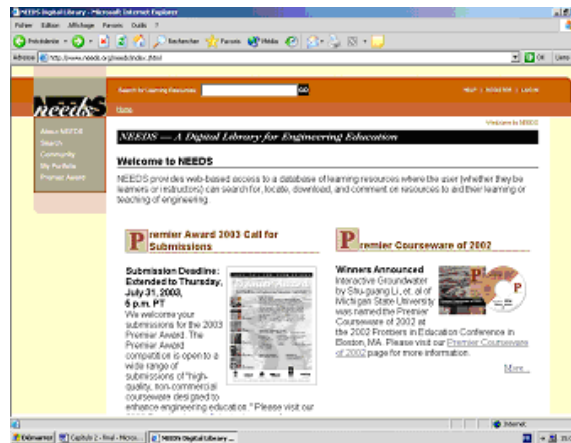 NEEDS Digital Library - Microsoft Internet Explorer
Fichier Edition Affichage Favoris Outils ?
Précédente Rechercher Favoris Média
Adresse http://www.needs.org/needs/index.jhtml OK Liens
Search for Learning Resources GO HELP | REGISTER | LOGIN
needs
Home
Welcome to NEEDS
About NEEDS
Search
Community
My Portfolio
Premier Award
NEEDS — A Digital Library for Engineering Education
Welcome to NEEDS
NEEDS provides web-based access to a database of learning resources where the user (whether they be
learners or instructors) can search for, locate, download, and comment on resources to aid their learning or
teaching of engineering.
Premier Award 2003 Call for
Submissions
Submission Deadline:
Extended to Thursday,
July 31, 2003,
5 p.m. PT
We welcome your
submissions for the 2003
Premier Award. The
Premier Award
competition is open to a
wide range of
submissions of "high-
quality, non-commercial
courseware designed to
enhance engineering education." Please visit our
Premier Courseware of 2002
Winners Announced
Interactive Groundwater
by Shu-guang Li, et. al of
Michigan State University
was named the Premier
Courseware of 2002 at
the 2002 Frontiers in Education Conference in
Boston, MA. Please visit our Premier Courseware
of 2002 page for more information.
More...
Internet
Démarrer Capítulo 2 - final - Micros... NEEDS Digital Library ...